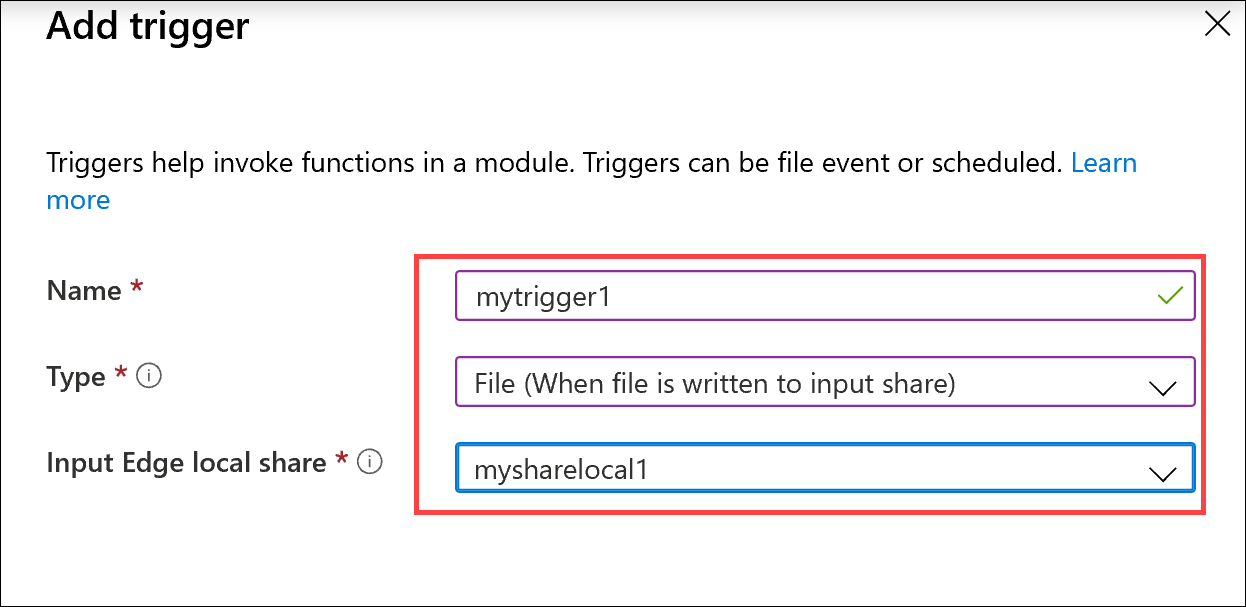 Add trigger
Triggers help invoke functions in a module. Triggers can be file event or scheduled. Learn
more
Name *
mytrigger1
Type *
File (When file is written to input share)
Input Edge local share *
mysharelocal1